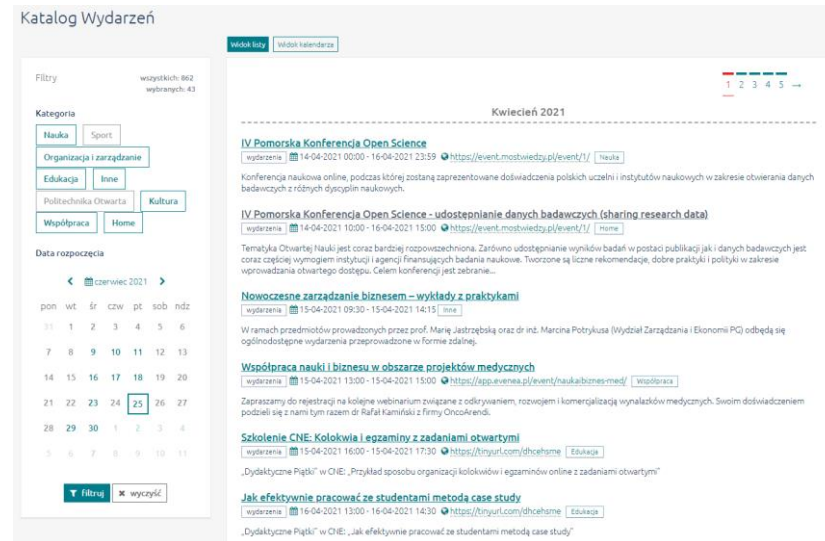 Katalog Wydarzeń
Widok listy Widok kalendarza
Filtry
wszystkich: 862
wybranych: 43
Kategoria
Nauka Sport
Organizacja i zarządzanie
Edukacja Inne
Politechnika Otwarta Kultura
Współpraca Home
Data rozpoczęcia
czerwiec 2021
pon wt śr czw pt sob ndz
31 1 2 3 4 5 6
7 8 9 10 11 12 13
14 15 16 17 18 19 20
21 22 23 24 25 26 27
28 29 30 1 2 3 4
5 6 7 8 9 10 11
filtruj wyczyść
1 2 3 4 5 →
Kwiecień 2021
IV Pomorska Konferencja Open Science
wydarzenia 14-04-2021 00:00 - 16-04-2021 23:59 https://event.mostwiedzy.pl/event/1/ Nauka
Konferencja naukowa online, podczas której zostaną zaprezentowane doświadczenia polskich uczelni i instytutów naukowych w zakresie otwierania danych
badawczych z różnych dyscyplin naukowych.
IV Pomorska Konferencja Open Science - udostępnianie danych badawczych (sharing research data)
wydarzenia 14-04-2021 10:00 - 16-04-2021 15:00 https://event.mostwiedzy.pl/event/1/ Home
Tematyka Otwartej Nauki jest coraz bardziej rozpowszechniona. Zarówno udostępnianie wyników badań w postaci publikacji jak i danych badawczych jest
coraz częściej wymogiem instytucji i agencji finansujących badania naukowe. Tworzone są liczne rekomendacje, dobre praktyki i polityki w zakresie
wprowadzania otwartego dostępu. Celem konferencji jest zebranie...
Nowoczesne zarządzanie biznesem – wykłady z praktykami
wydarzenia 15-04-2021 09:30 - 15-04-2021 14:15 Inne
W ramach przedmiotów prowadzonych przez prof. Marię Jastrzębską oraz dr inż. Marcina Potrykusa (Wydział Zarządzania i Ekonomii PG) odbędą się
ogólnodostępne wydarzenia przeprowadzone w formie zdalnej.
Współpraca nauki i biznesu w obszarze projektów medycznych
wydarzenia 15-04-2021 13:00 - 15-04-2021 15:00 https://app.evenea.pl/event/naukaibiznes-med/ Współpraca
Zapraszamy do rejestracji na kolejne webinarium związane z odkrywaniem, rozwojem i komercjalizacją wynalazków medycznych. Swoim doświadczeniem
podzieli się z nami tym razem dr Rafał Kamiński z firmy OncoArendi.
Szkolenie CNE: Kolokwia i egzaminy z zadaniami otwartymi
wydarzenia 15-04-2021 16:00 - 15-04-2021 17:30 https://tinyurl.com/dhcehsme Edukacja
„Dydaktyczne Piątki" w CNE: „Przykład sposobu organizacji kolokwiów i egzaminów online z zadaniami otwartymi"
Jak efektywnie pracować ze studentami metodą case study
wydarzenia 16-04-2021 13:00 - 16-04-2021 14:30 https://tinyurl.com/dhcehsme Edukacja
„Dydaktyczne Piątki" w CNE: „Jak efektywnie pracować ze studentami metodą case study"